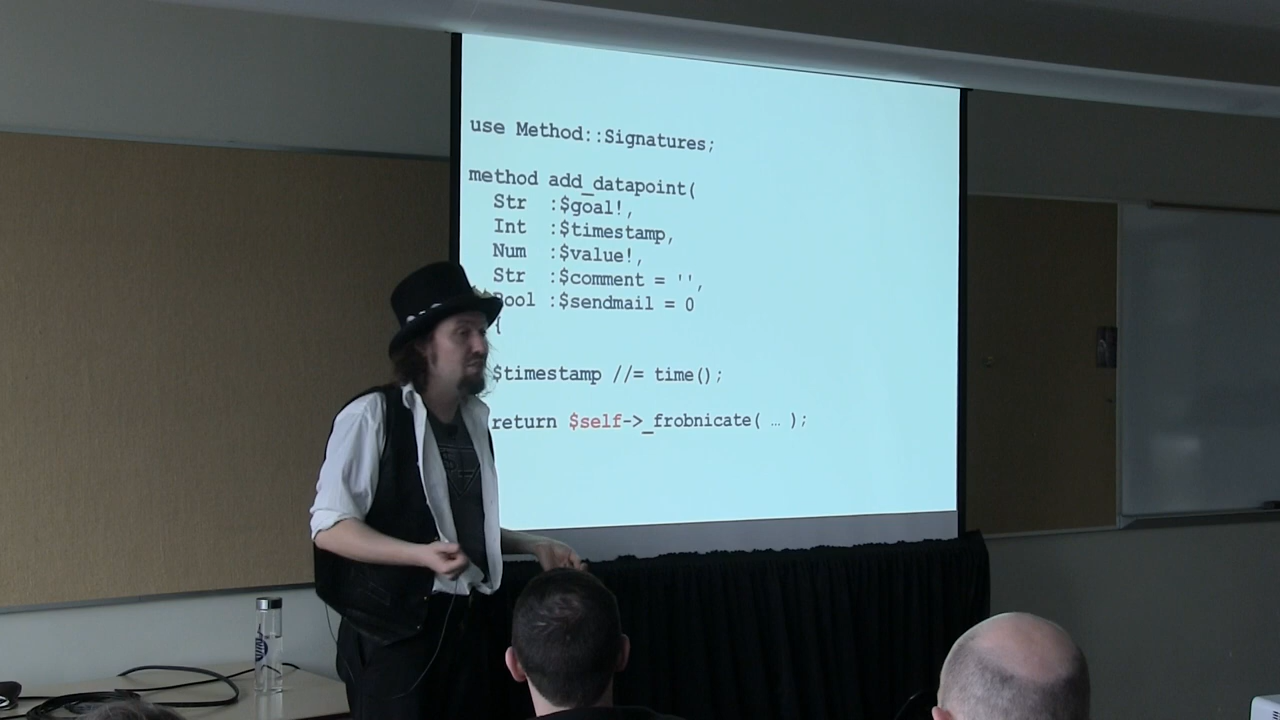 use Method::Signatures;
method add_datapoint(
Str :$goal!,
Int :$timestamp,
Num :$value!,
Str :$comment = '',
Bool :$sendmail = 0
{
$timestamp //= time();
return $self->_frobnicate( … );